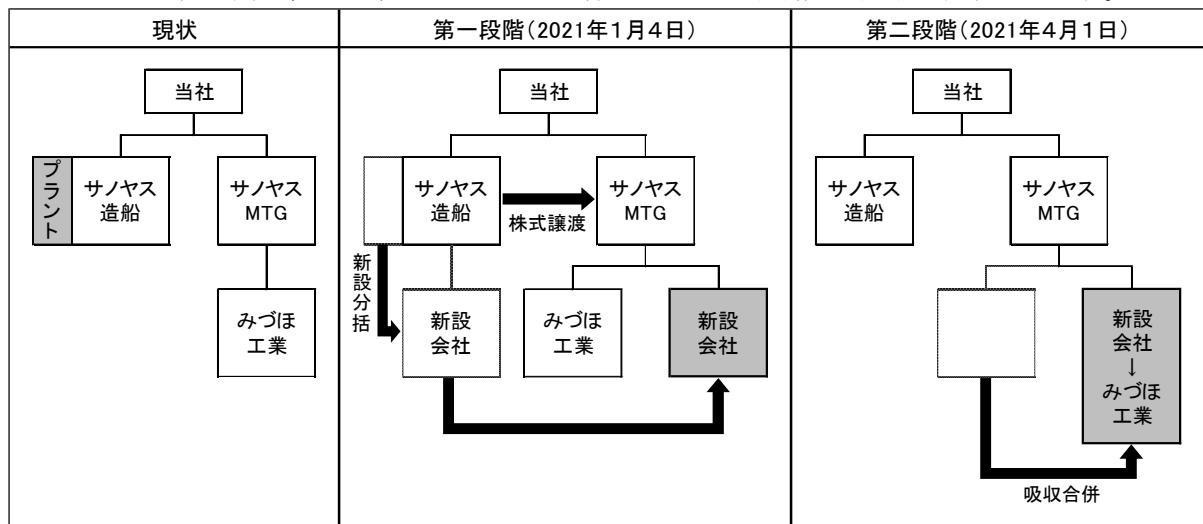 現状
第一段階(2021年1月4日)
第二段階(2021年4月1日)
当社
プラント
サノヤス
造船
サノヤス
MTG
みづほ
工業
当社
サノヤス
造船
株式譲渡
サノヤス
MTG
新設分括
新設
会社
みづほ
工業
新設
会社
当社
サノヤス
造船
サノヤス
MTG
新設
会社
↓
みづほ
工業
吸収合併